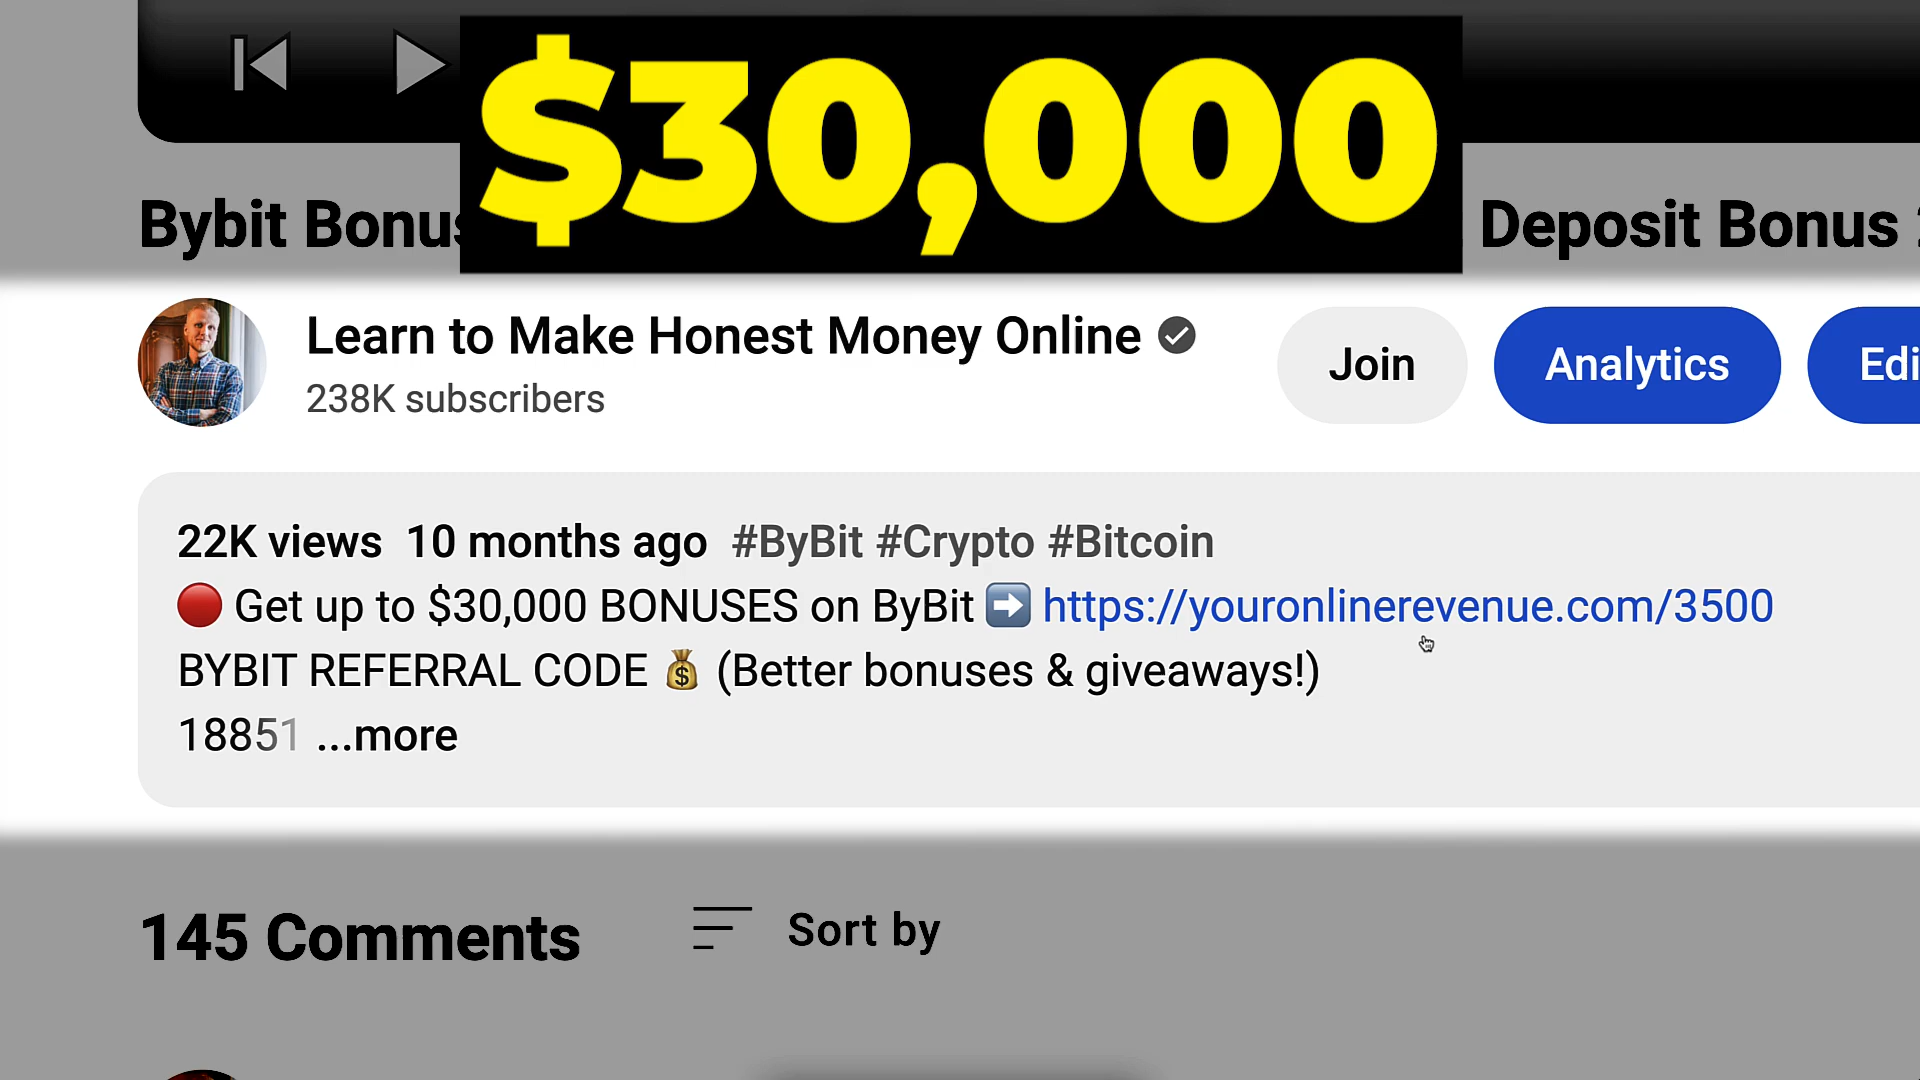 $30,000
Bybit Bonus Deposit Bonus
Learn to Make Honest Money Online
238K subscribers
Join
Analytics
Edi
22K views 10 months ago #ByBit #Crypto #Bitcoin
🔴 Get up to $30,000 BONUSES on ByBit ➡️ https://youronlinerevenue.com/3500
BYBIT REFERRAL CODE 💰 (Better bonuses & giveaways!)
18851 ...more
145 Comments
Sort by